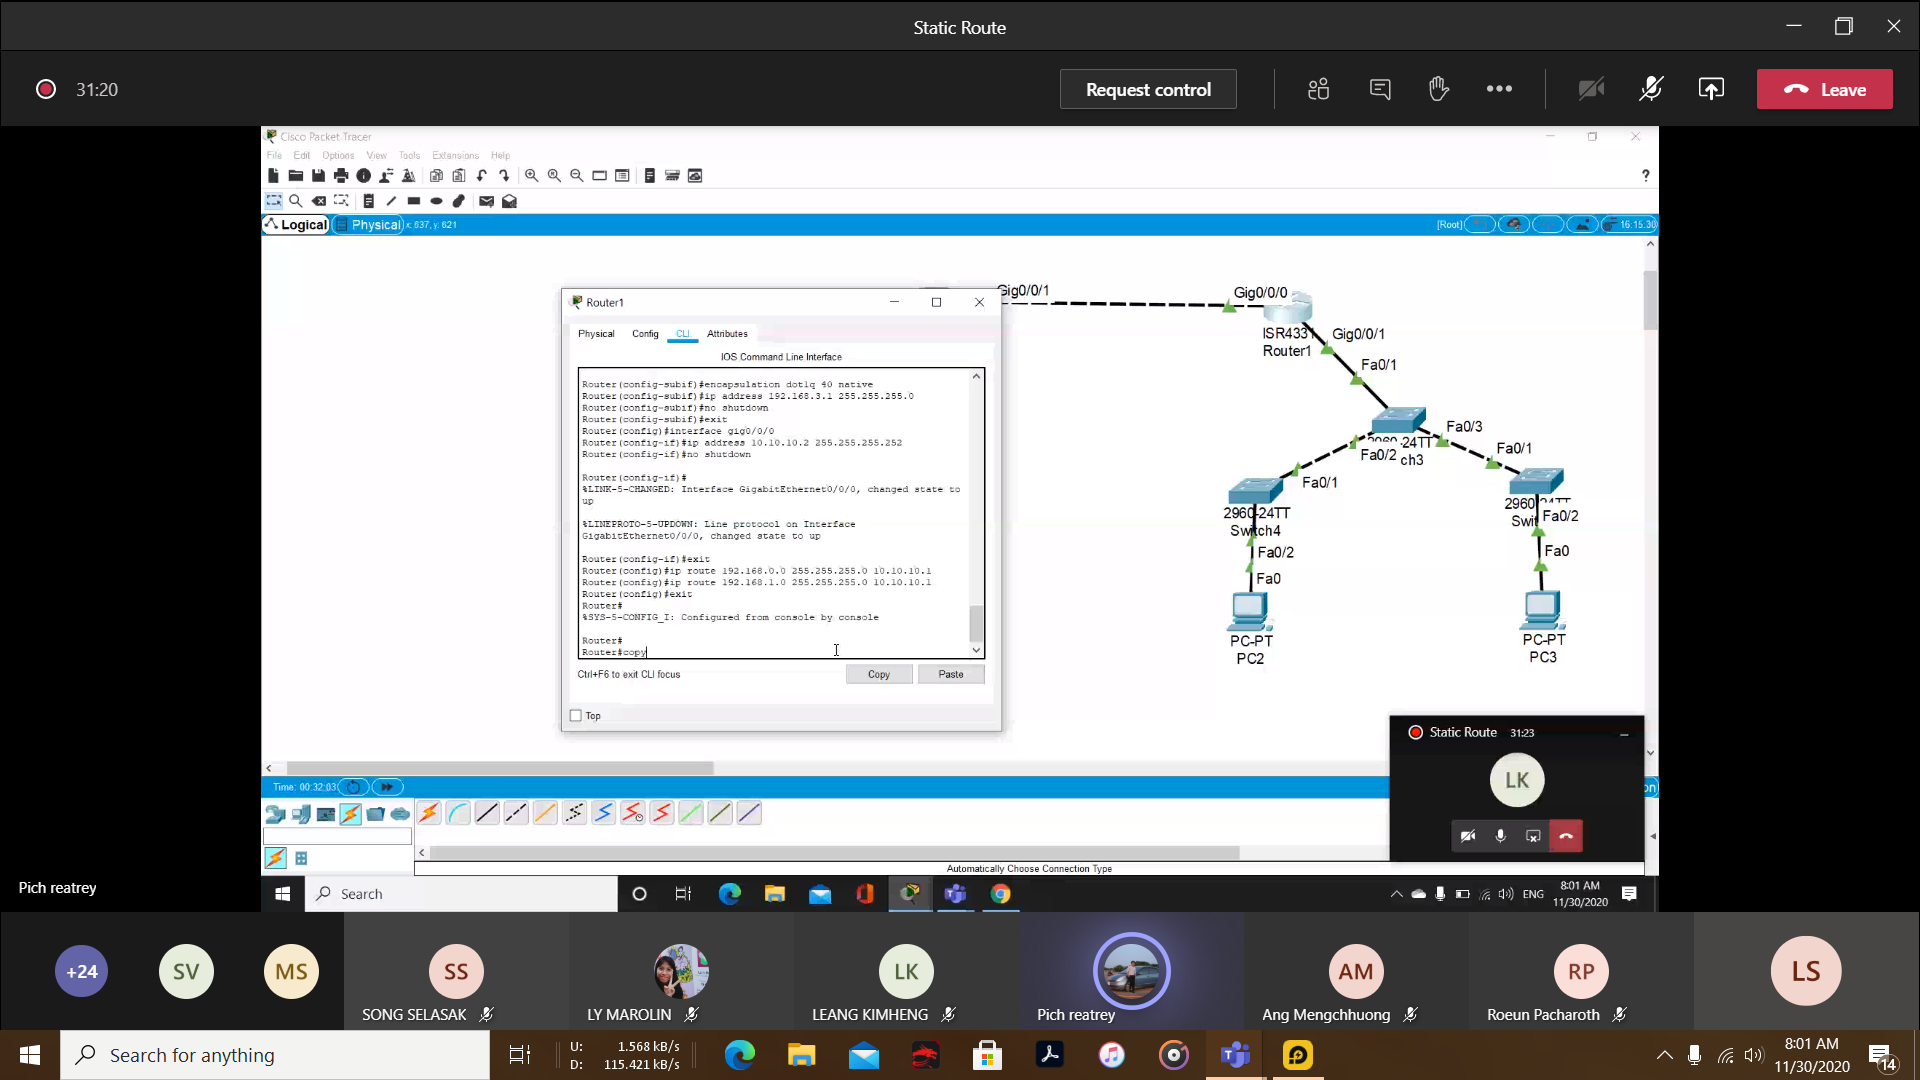 Static Route
31:20
Request control
Leave
Cisco Packet Tracer
File Edit Options View Tools Extensions Help
Logical Physical x: 637, y: 621
[Root] 16:15:30
Router1
Physical Config CLI Attributes
IOS Command Line Interface
Router(config-subif)#encapsulation dot1q 40 native
Router(config-subif)#ip address 192.168.3.1 255.255.255.0
Router(config-subif)#no shutdown
Router(config-subif)#exit
Router(config)#interface gig0/0/0
Router(config-if)#ip address 10.10.10.2 255.255.255.252
Router(config-if)#no shutdown
Router(config-if)#
%LINK-5-CHANGED: Interface GigabitEthernet0/0/0, changed state to
up
%LINEPROTO-5-UPDOWN: Line protocol on Interface
GigabitEthernet0/0/0, changed state to up
Router(config-if)#exit
Router(config)#ip route 192.168.0.0 255.255.255.0 10.10.10.1
Router(config)#ip route 192.168.1.0 255.255.255.0 10.10.10.1
Router(config)#exit
Router#
%SYS-5-CONFIG_I: Configured from console by console
Router#
Router#copy
Ctrl+F6 to exit CLI focus
Copy
Paste
Top
Gig0/0/1
Gig0/0/0
ISR4331
Router1
Gig0/0/1
Fa0/1
Fa0/3
2960-24TT
ch3
Fa0/2
Fa0/1
Fa0/1
2960-24TT
Switch4
2960-24TT
Swit
Fa0/2
Fa0/2
Fa0
Fa0
PC-PT
PC2
PC-PT
PC3
Static Route 31:23
LK
Time: 00:32:03
Automatically Choose Connection Type
Pich reatrey
Search
ENG
8:01 AM
11/30/2020
+24
SV
MS
SS
SONG SELASAK
LY MAROLIN
LK
LEANG KIMHENG
Pich reatrey
AM
Ang Mengchhuong
RP
Roeun Pacharoth
LS
Search for anything
U: 1.568 kB/s
D: 115.421 kB/s
8:01 AM
11/30/2020
14